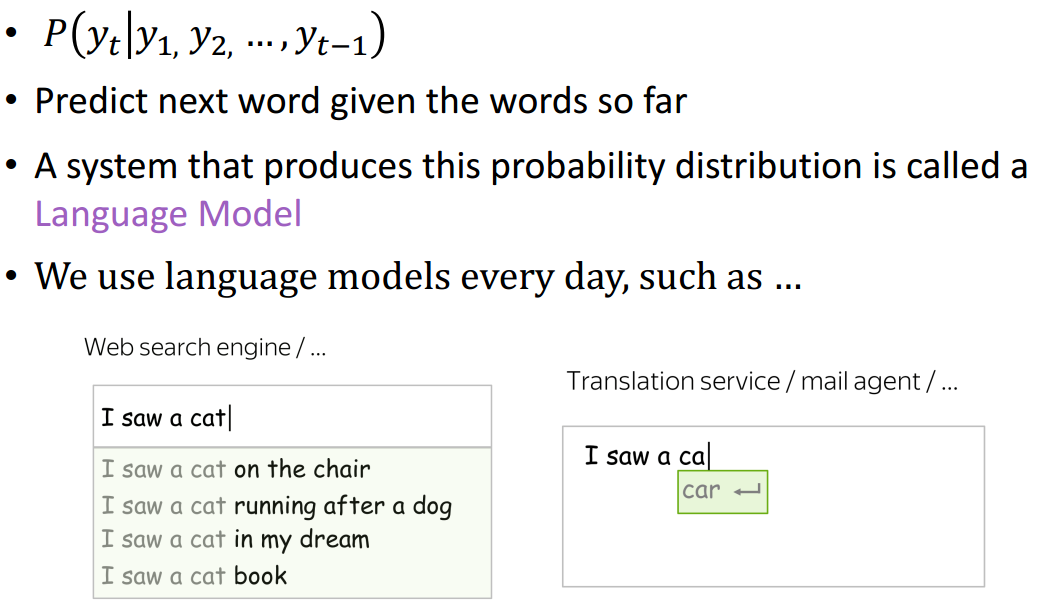 • P(y_t|y_1, y_2, ..., y_{t−1})
• Predict next word given the words so far
• A system that produces this probability distribution is called a
Language Model
• We use language models every day, such as ...
Web search engine / ...
I saw a cat
I saw a cat on the chair
I saw a cat running after a dog
I saw a cat in my dream
I saw a cat book
Translation service / mail agent / ...
I saw a ca
car ↵